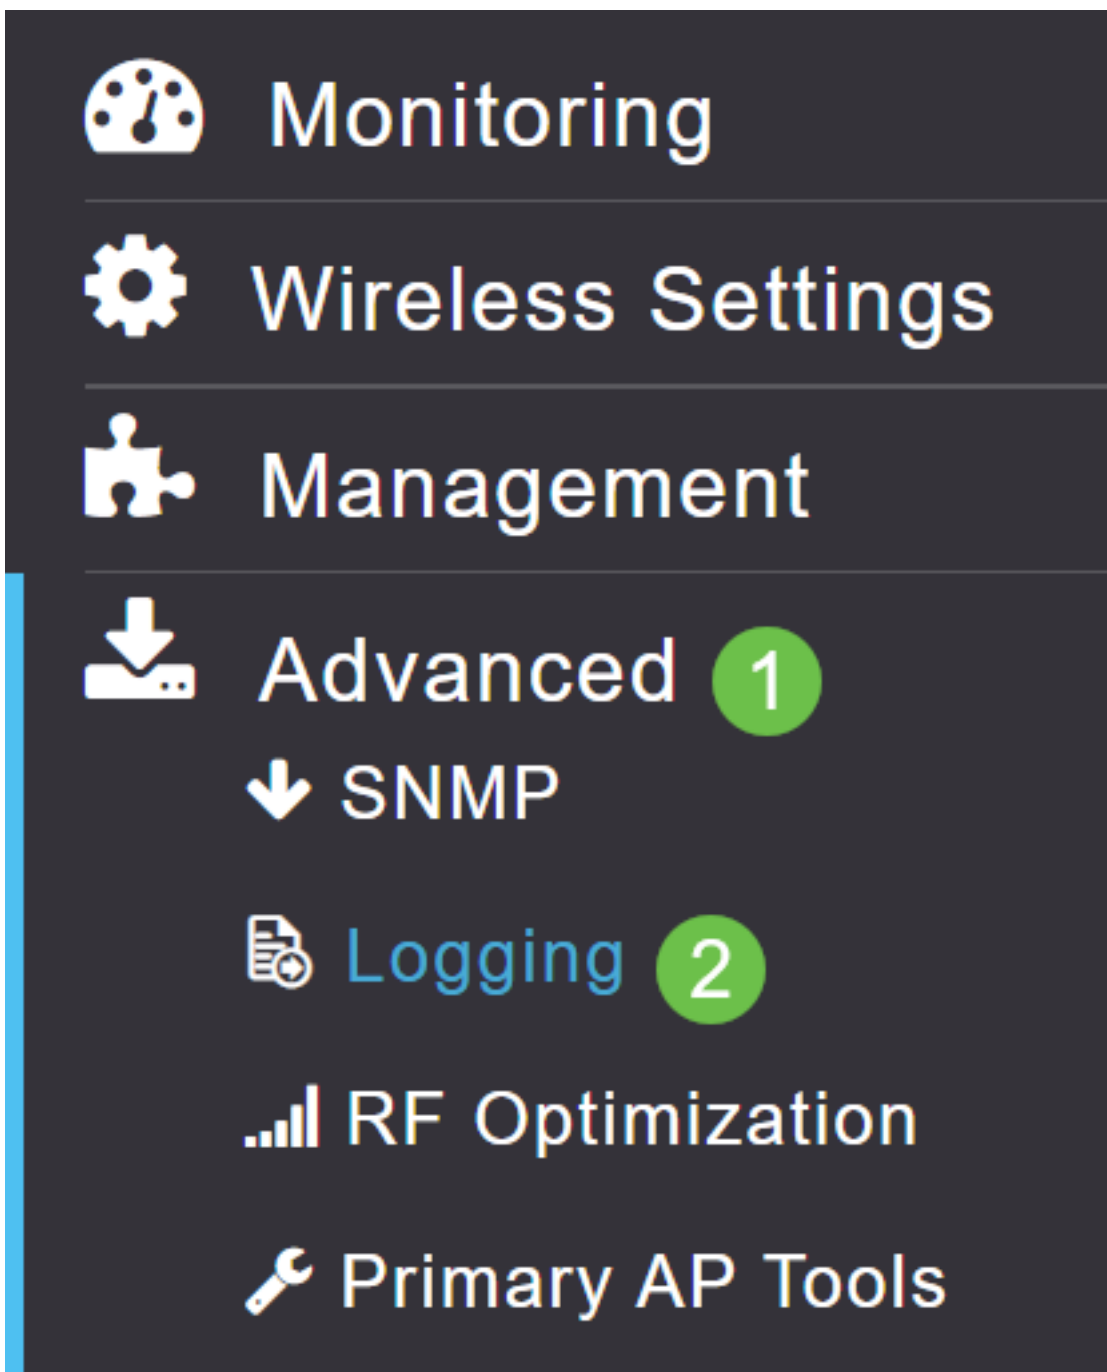 Monitoring
Wireless Settings
Management
Advanced 1
SNMP
Logging 2
RF Optimization
Primary AP Tools